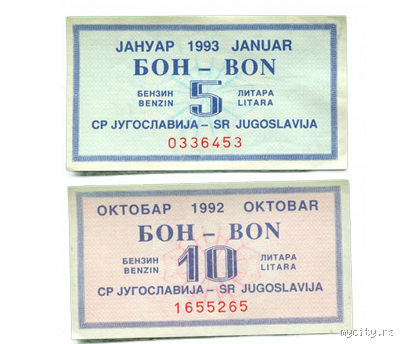 ЈАНУАР 1993 JANUAR
БОН – BON
БЕНЗИН 5 ЛИТАРА
BENZIN LITARA
СР ЈУГОСЛАВИЈА – SR JUGOSLAVIJA
0336453
ОКТОБАР 1992 OKTOBAR
БОН – BON
БЕНЗИН 10 ЛИТАРА
BENZIN LITARA
СР ЈУГОСЛАВИЈА – SR JUGOSLAVIJA
1655265
mycity.rs